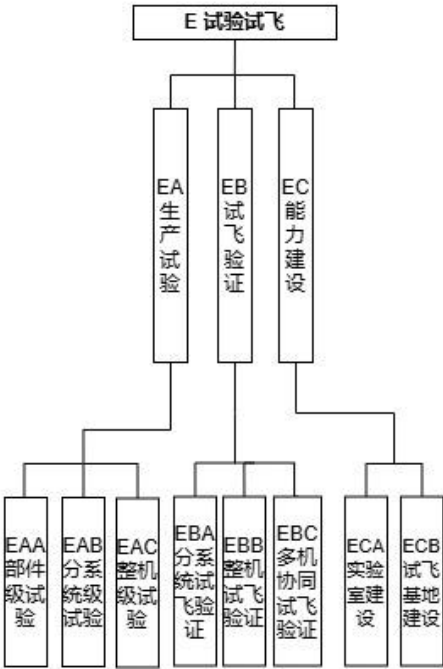 E 试验试飞
EA
生
产
试
验
EB
试
飞
验
证
EC
能
力
建
设
EAA
部件
级试
验
EAB
分系
统级
试验
EAC
整机
级试
验
EBA
分系
统试
飞验
证
EBB
整机
试飞
验证
EBC
多机
协同
试飞
验证
ECA
实验
室建
设
ECB
试飞
基地
建设